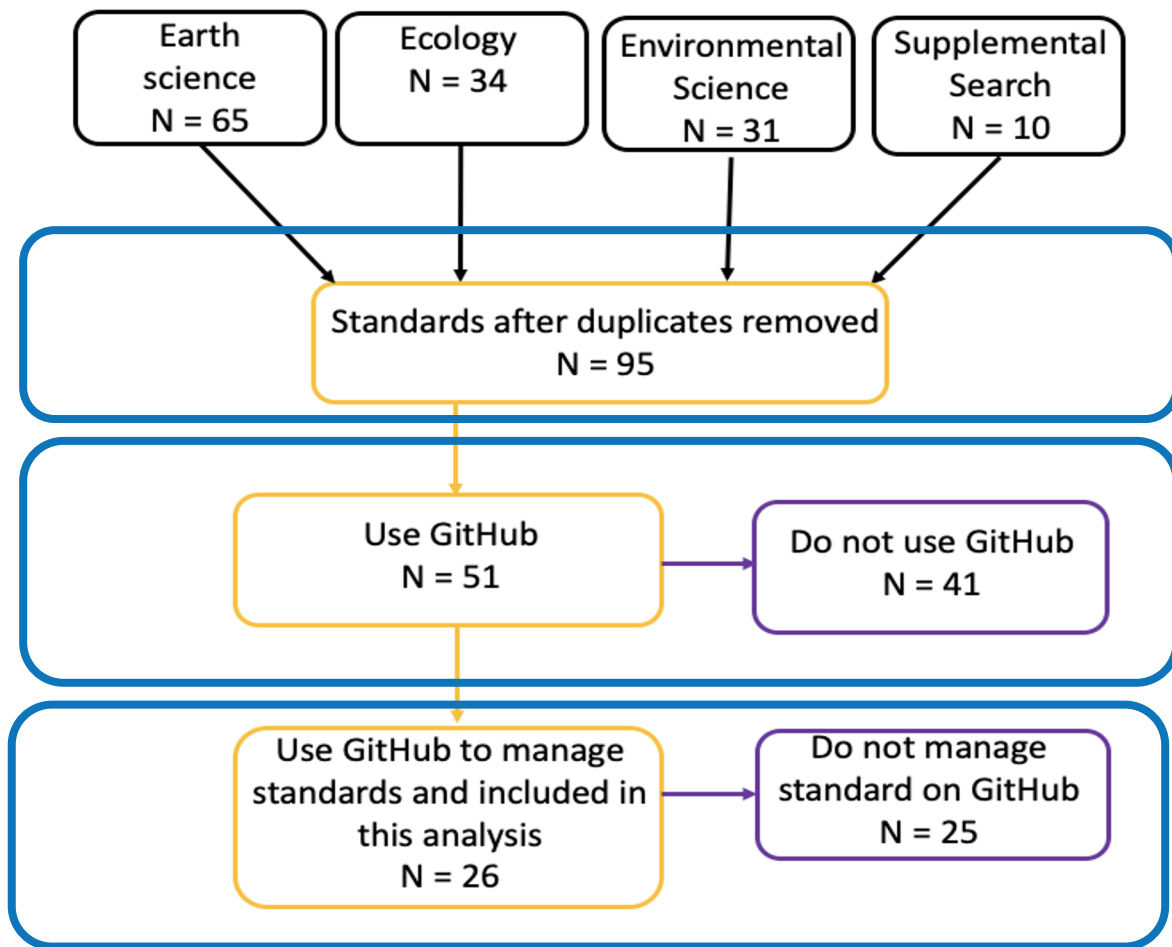 Earth
science
N = 65
Ecology
N = 34
Environmental
Science
N = 31
Supplemental
Search
N = 10
Standards after duplicates removed
N = 95
Use GitHub
N = 51
Do not use GitHub
N = 41
Use GitHub to manage
standards and included in
this analysis
N = 26
Do not manage
standard on GitHub
N = 25